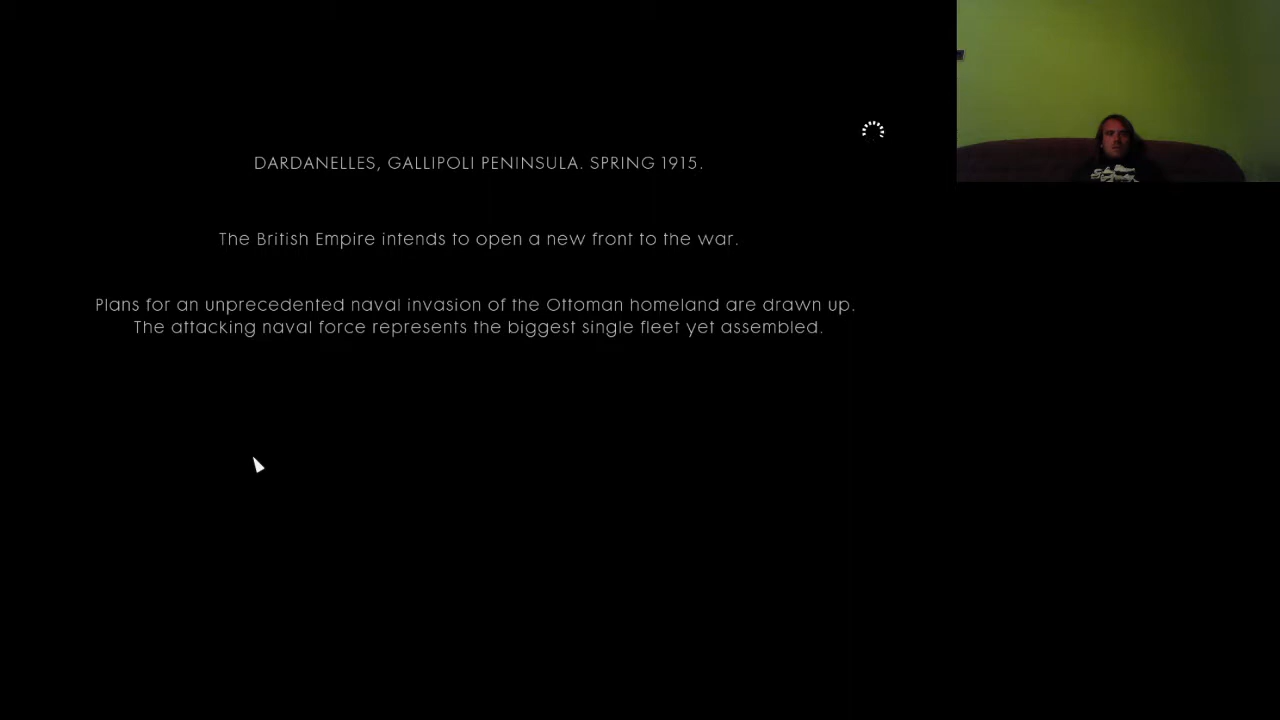 DARDANELLES, GALLIPOLI PENINSULA. SPRING 1915.
The British Empire intends to open a new front to the war.
Plans for an unprecedented naval invasion of the Ottoman homeland are drawn up.
The attacking naval force represents the biggest single fleet yet assembled.